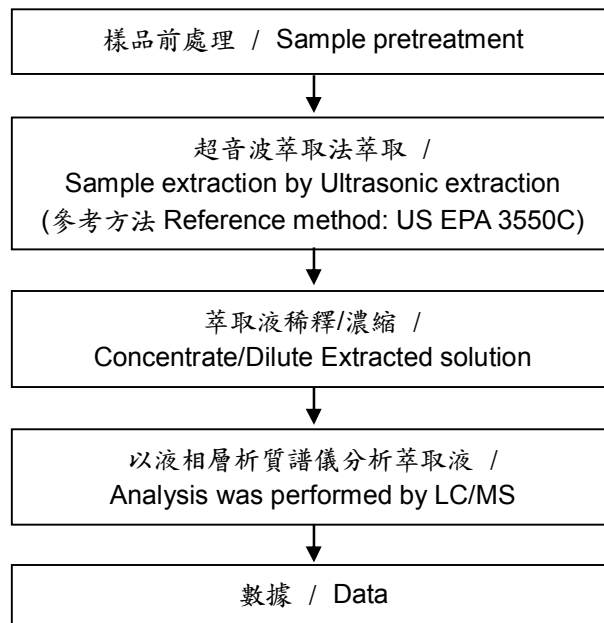 樣品前處理 / Sample pretreatment
超音波萃取法萃取 /
Sample extraction by Ultrasonic extraction
(參考方法 Reference method: US EPA 3550C)
萃取液稀釋/濃縮 /
Concentrate/Dilute Extracted solution
以液相層析質譜儀分析萃取液 /
Analysis was performed by LC/MS
數據 / Data